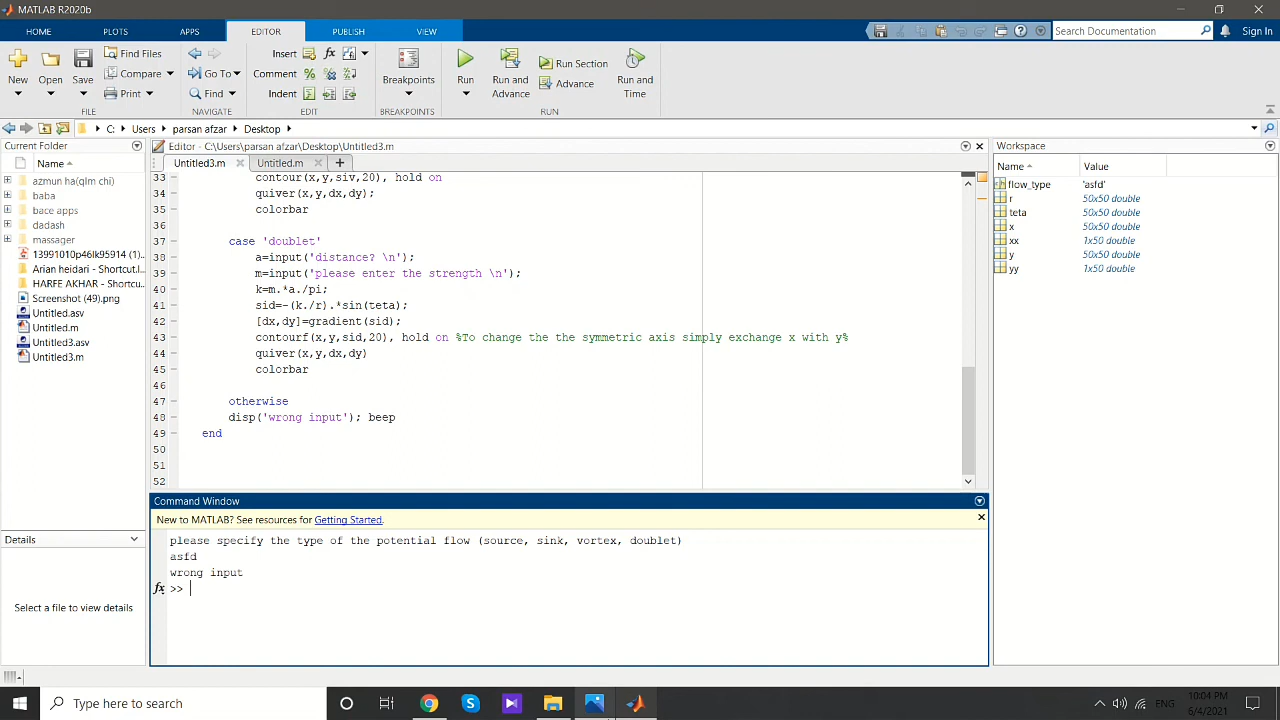 MATLAB R2020b
HOME PLOTS APPS EDITOR PUBLISH VIEW Search Documentation Sign In
New Open Save Find Files Compare Print Go To Find Insert fx Comment Indent Breakpoints Run Run and Advance Run Section Advance Run and Time
FILE NAVIGATE EDIT BREAKPOINTS RUN
C: Users parsan afzar Desktop
Current Folder
Name
azmun ha(qlm chi)
baba
bace apps
dadash
massager
13991010p46lk95914 (1)...
Arian heidari - Shortcut.l...
HARFE AKHAR - Shortcut...
Screenshot (49).png
Untitled.asv
Untitled.m
Untitled3.asv
Untitled3.m
Details
Select a file to view details
Editor - C:\Users\parsan afzar\Desktop\Untitled3.m
Untitled3.m Untitled.m
33 contour(x,y,siv,20), hold on
34 quiver(x,y,dx,dy);
35 colorbar
36
37 case 'doublet'
38 a=input('distance? \n');
39 m=input('please enter the strength \n');
40 k=m.*a./pi;
41 sid=-(k./r).*sin(teta);
42 [dx,dy]=gradient(sid);
43 contourf(x,y,sid,20), hold on %To change the the symmetric axis simply exchange x with y%
44 quiver(x,y,dx,dy)
45 colorbar
46
47 otherwise
48 disp('wrong input'); beep
49 end
50
51
52
Command Window
New to MATLAB? See resources for Getting Started.
please specify the type of the potential flow (source, sink, vortex, doublet)
asfd
wrong input
fx >>
Workspace
Name Value
flow_type 'asfd'
r 50x50 double
teta 50x50 double
x 50x50 double
xx 1x50 double
y 50x50 double
yy 1x50 double
Type here to search
ENG
10:04 PM
6/4/2021